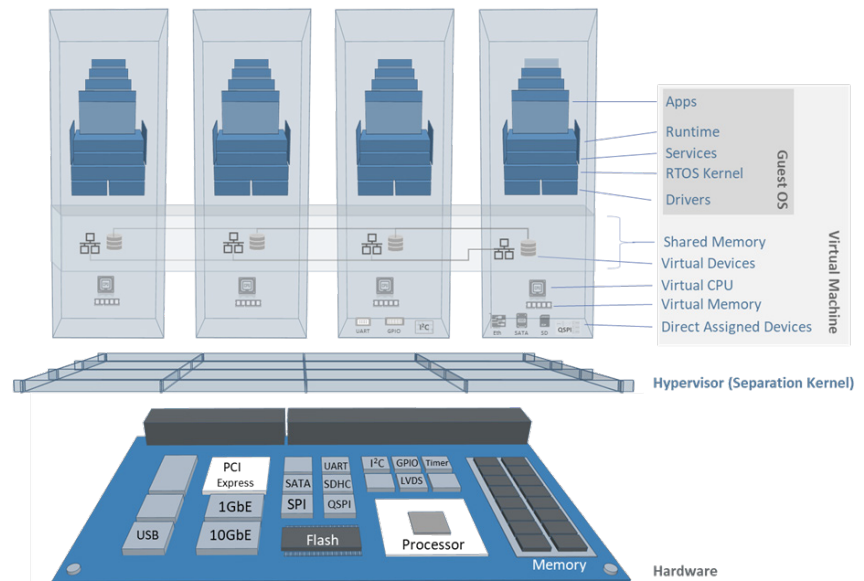 Apps
Runtime
Services
RTOS Kernel
Drivers
Guest OS
Shared Memory
Virtual Devices
Virtual CPU
Virtual Memory
Direct Assigned Devices
Virtual Machine
UART GPIO I²C
Eth SATA SD QSPI
Hypervisor (Separation Kernel)
PCI
Express
I²C GPIO Timer
UART
SATA SDHC LVDS
1GbE SPI QSPI
USB 10GbE Flash Processor
Memory
Hardware